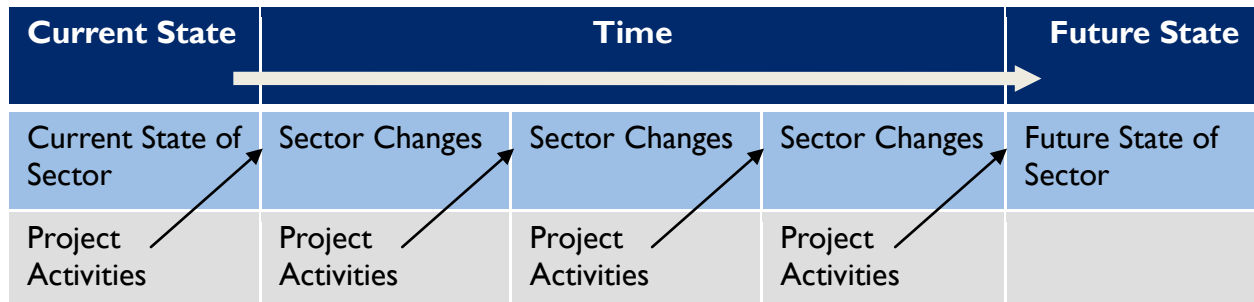 Current State
Time
Future State
Current State of
Sector
Sector Changes
Sector Changes
Sector Changes
Future State of
Sector
Project
Activities
Project
Activities
Project
Activities
Project
Activities